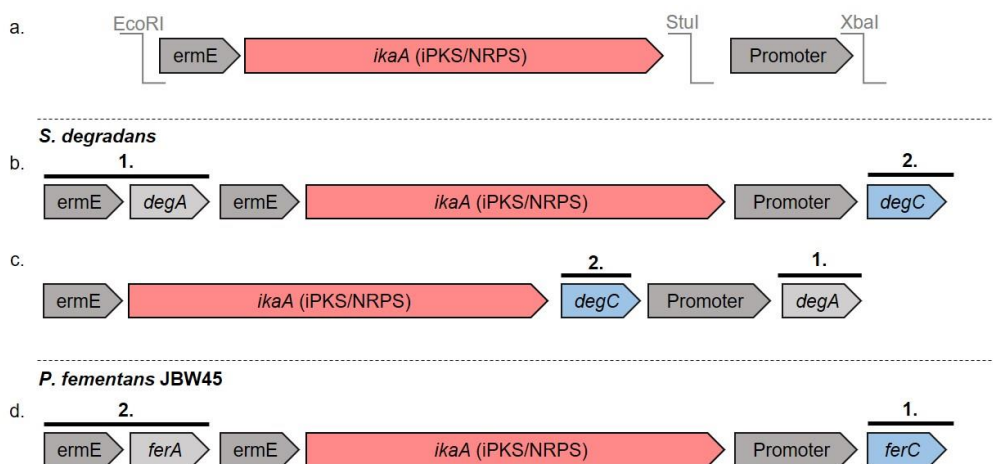 a.
EcoRI
StuI
XbaI
ermE
ikaA (iPKS/NRPS)
Promoter
S. degradans
b.
1.
2.
ermE
degA
ermE
ikaA (iPKS/NRPS)
Promoter
degC
c.
2.
1.
ermE
ikaA (iPKS/NRPS)
degC
Promoter
degA
P. fementans JBW45
d.
2.
1.
ermE
ferA
ermE
ikaA (iPKS/NRPS)
Promoter
ferC